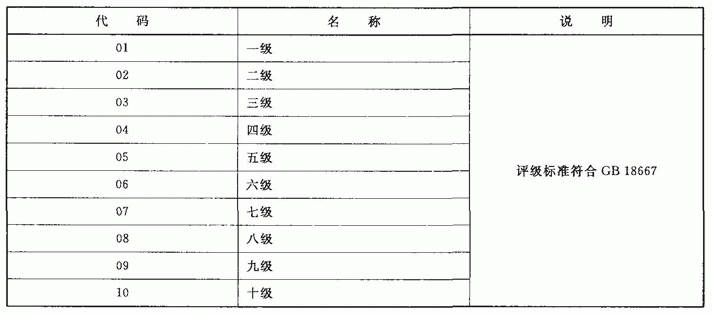 代 码 名 称 说 明
01 一级
02 二级
03 三级
04 四级
05 五级
评级标准符合 GB 18667
06 六级
07 七级
08 八级
09 九级
10 十级